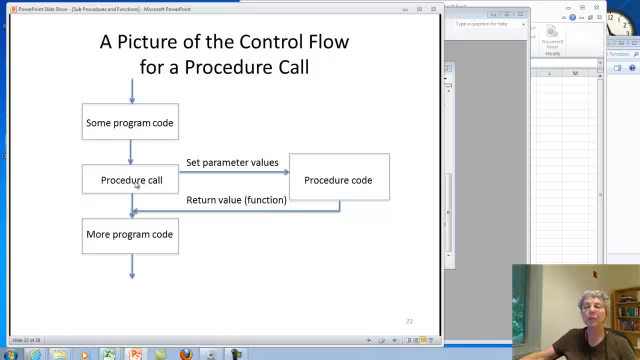 PowerPoint Slide Show - [Sub Procedures and Functions] - Microsoft PowerPoint
Type a question for help
A Picture of the Control Flow
for a Procedure Call
Some program code
Set parameter values
Procedure call
Procedure code
Return value (function)
More program code
22
Document
Modify
L
M